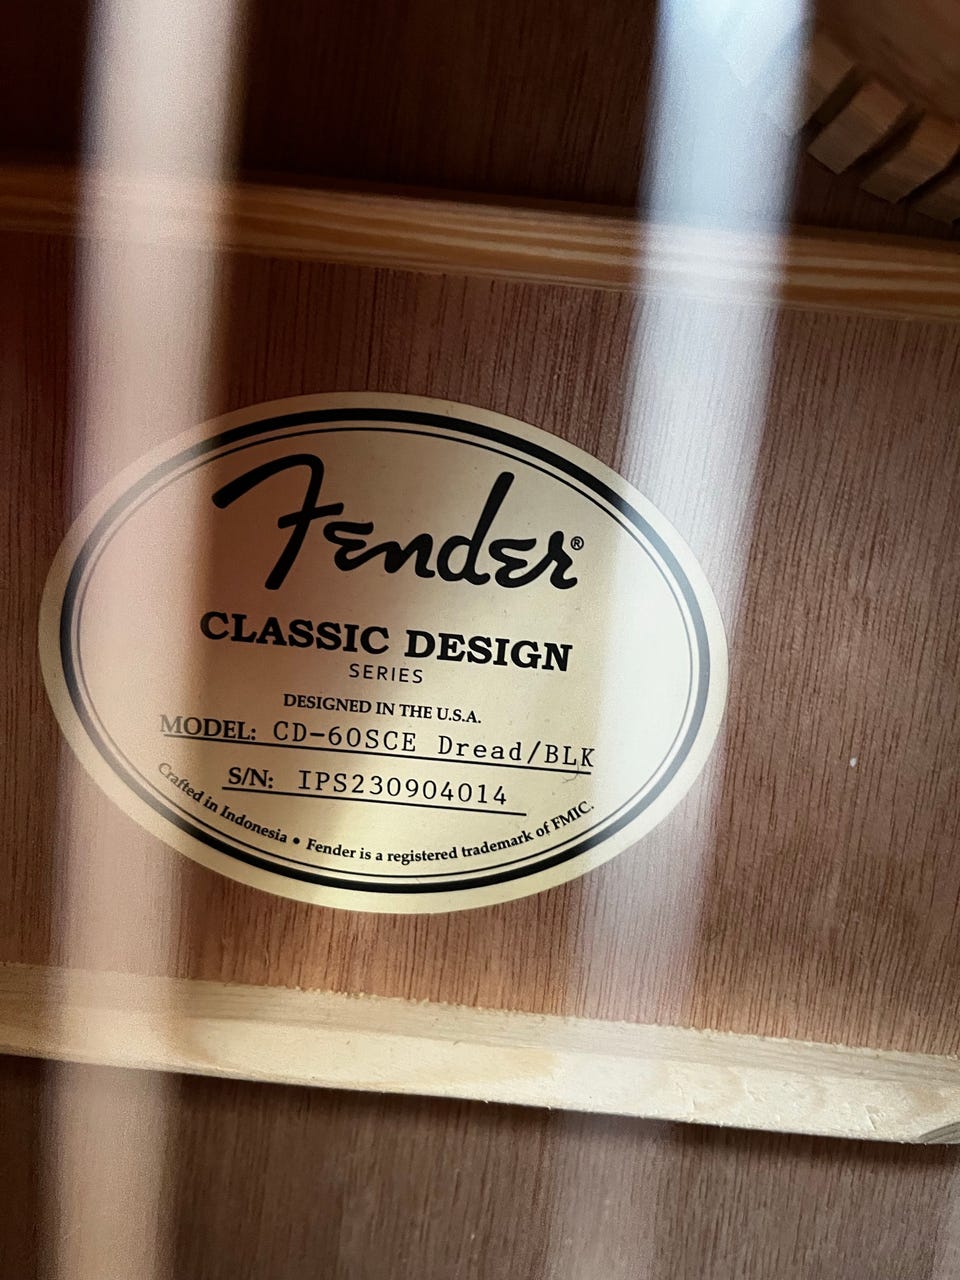 Fender®
CLASSIC DESIGN
SERIES
DESIGNED IN THE U.S.A.
MODEL: CD-60SCE Dread/BLK
S/N: IPS230904014
Crafted in Indonesia • Fender is a registered trademark of FMIC.